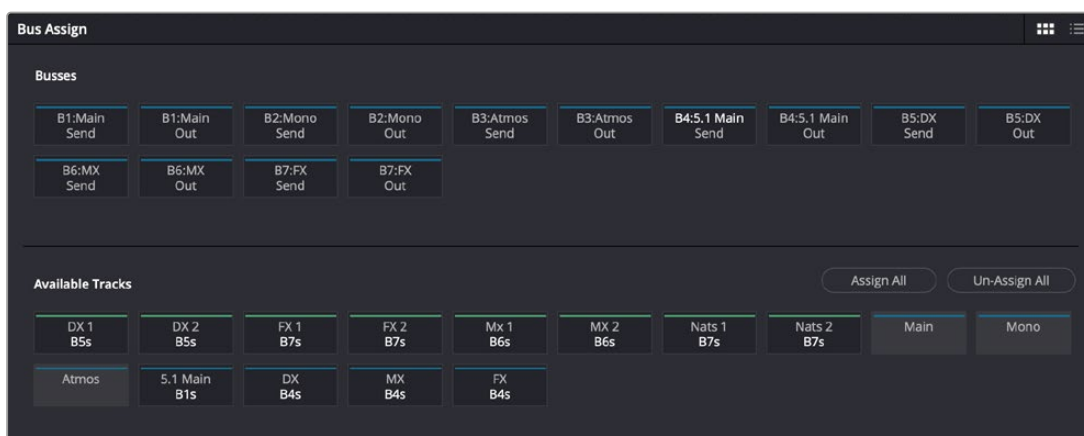 Bus Assign
Busses
B1:Main B1:Main B2:Mono B2:Mono B3:Atmos B3:Atmos B4:5.1 Main B4:5.1 Main B5:DX B5:DX
Send Out Send Out Send Out Send Out Send Out
B6:MX B6:MX B7:FX B7:FX
Send Out Send Out
Available Tracks Assign All Un-Assign All
DX 1 DX 2 FX 1 FX 2 Mx 1 MX 2 Nats 1 Nats 2 Main Mono
B5s B5s B7s B7s B6s B6s B7s B7s
Atmos 5.1 Main DX MX FX
B1s B4s B4s B4s